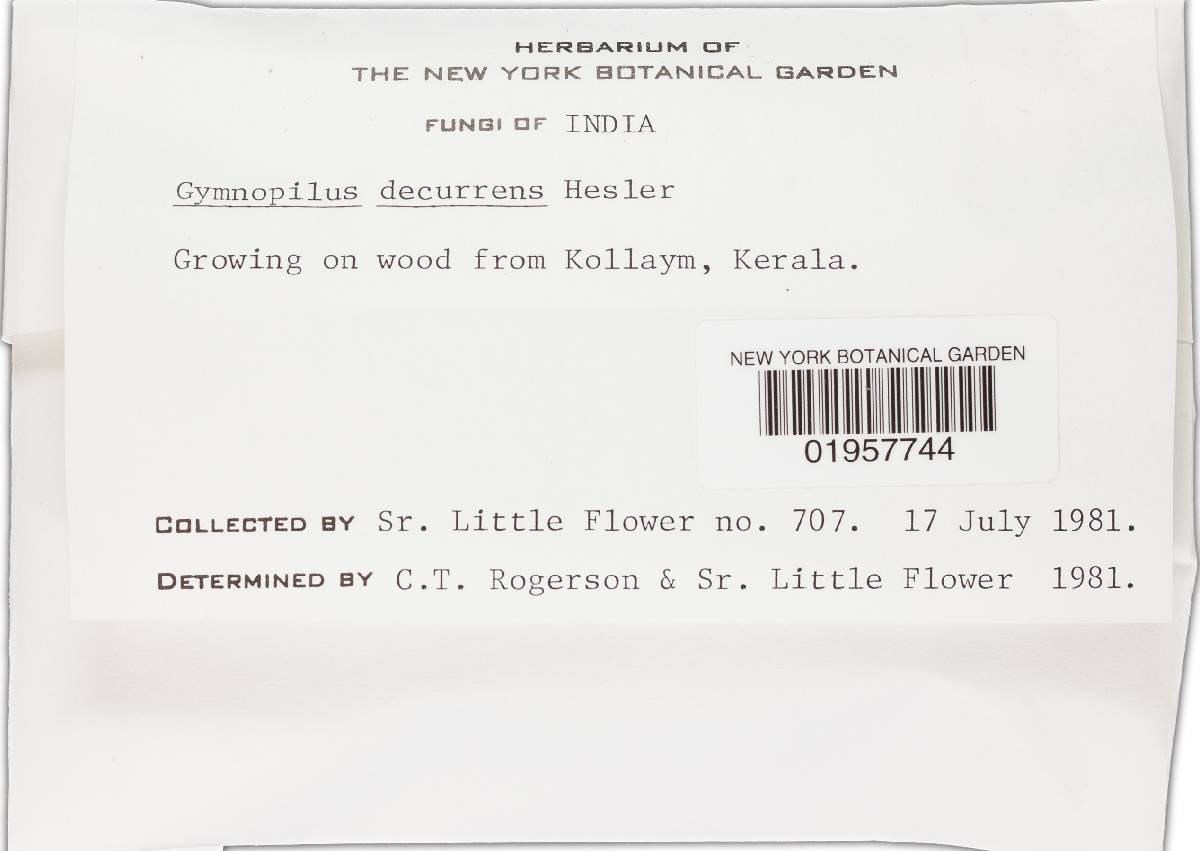 HERBARIUM OF
THE NEW YORK BOTANICAL GARDEN
FUNGI OF INDIA
Gymnopilus decurrens Hesler
Growing on wood from Kollaym, Kerala.
NEW YORK BOTANICAL GARDEN
01957744
COLLECTED BY Sr. Little Flower no. 707. 17 July 1981.
DETERMINED BY C.T. Rogerson & Sr. Little Flower 1981.